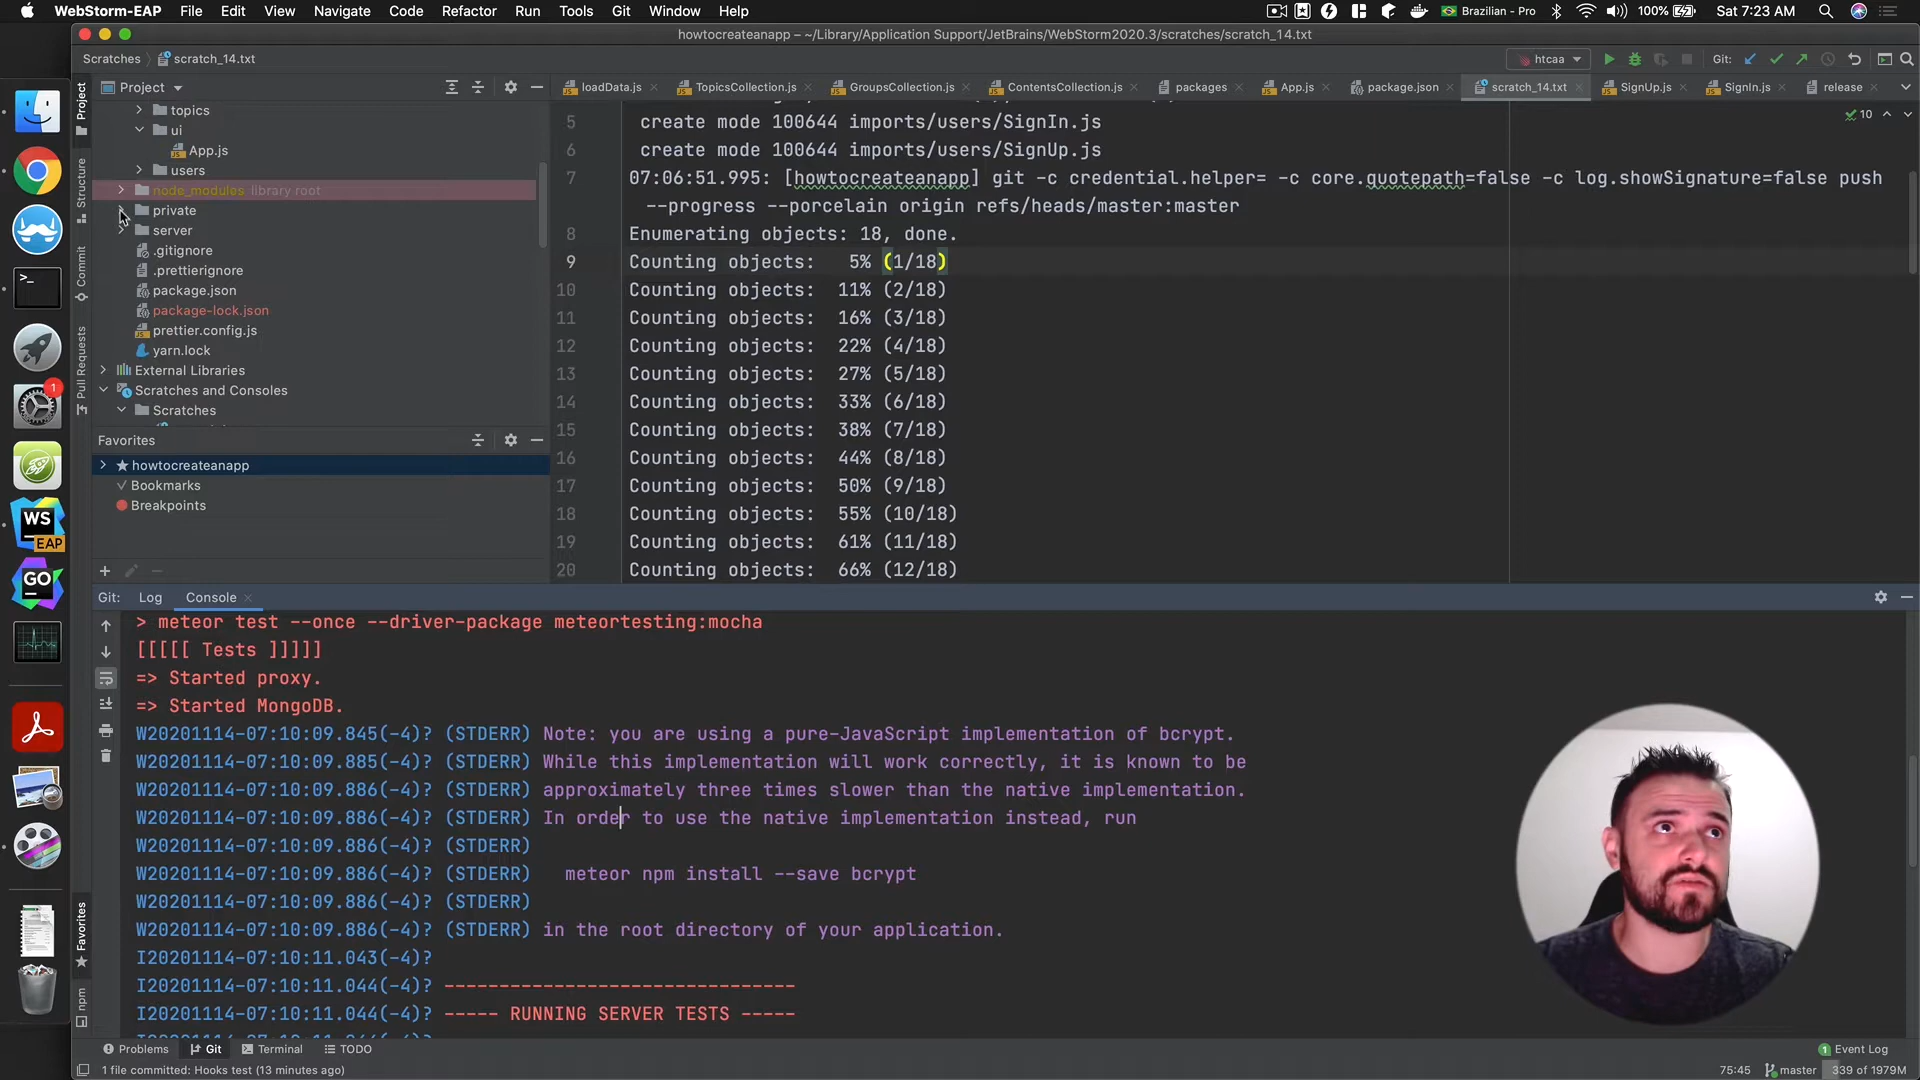 WebStorm-EAP File Edit View Navigate Code Refactor Run Tools Git Window Help
Brazilian - Pro 100% Sat 7:23 AM
howtocreateanapp – ~/Library/Application Support/JetBrains/WebStorm2020.3/scratches/scratch_14.txt
Scratches scratch_14.txt
htcaa Git:
Project
loadData.js TopicsCollection.js GroupsCollection.js ContentsCollection.js packages App.js package.json scratch_14.txt SignUp.js SignIn.js release
Project
Structure
Commit
Pull Requests
Favorites
npm
topics
ui
App.js
users
node_modules library root
private
server
.gitignore
.prettierignore
package.json
package-lock.json
prettier.config.js
yarn.lock
External Libraries
Scratches and Consoles
Scratches
Favorites
howtocreateanapp
Bookmarks
Breakpoints
10
5 create mode 100644 imports/users/SignIn.js
6 create mode 100644 imports/users/SignUp.js
7 07:06:51.995: [howtocreateanapp] git -c credential.helper= -c core.quotepath=false -c log.showSignature=false push
--progress --porcelain origin refs/heads/master:master
8 Enumerating objects: 18, done.
9 Counting objects: 5% (1/18)
10 Counting objects: 11% (2/18)
11 Counting objects: 16% (3/18)
12 Counting objects: 22% (4/18)
13 Counting objects: 27% (5/18)
14 Counting objects: 33% (6/18)
15 Counting objects: 38% (7/18)
16 Counting objects: 44% (8/18)
17 Counting objects: 50% (9/18)
18 Counting objects: 55% (10/18)
19 Counting objects: 61% (11/18)
20 Counting objects: 66% (12/18)
1
WS
EAP
GO
Git: Log Console
> meteor test --once --driver-package meteortesting:mocha
[[[[[ Tests ]]]]]
=> Started proxy.
=> Started MongoDB.
W20201114-07:10:09.845(-4)? (STDERR) Note: you are using a pure-JavaScript implementation of bcrypt.
W20201114-07:10:09.885(-4)? (STDERR) While this implementation will work correctly, it is known to be
W20201114-07:10:09.886(-4)? (STDERR) approximately three times slower than the native implementation.
W20201114-07:10:09.886(-4)? (STDERR) In order to use the native implementation instead, run
W20201114-07:10:09.886(-4)? (STDERR)
W20201114-07:10:09.886(-4)? (STDERR) meteor npm install --save bcrypt
W20201114-07:10:09.886(-4)? (STDERR)
W20201114-07:10:09.886(-4)? (STDERR) in the root directory of your application.
I20201114-07:10:11.043(-4)?
I20201114-07:10:11.044(-4)? --------------------------------
I20201114-07:10:11.044(-4)? ----- RUNNING SERVER TESTS -----
Problems Git Terminal TODO
1 Event Log
1 file committed: Hooks test (13 minutes ago)
75:45 master 339 of 1979M